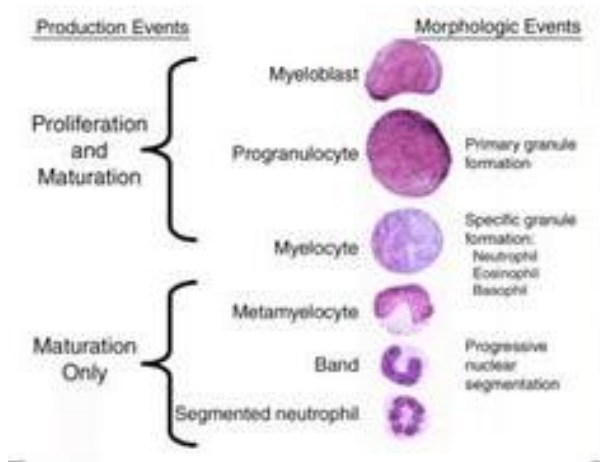 Production Events
Morphologic Events
Myeloblast
Proliferation
and
Maturation
Progranulocyte
Primary granule
formation
Myelocyte
Specific granule
formation:
Neutrophil
Eosinophil
Basophil
Metamyelocyte
Maturation
Only
Band
Progressive
nuclear
segmentation
Segmented neutrophil